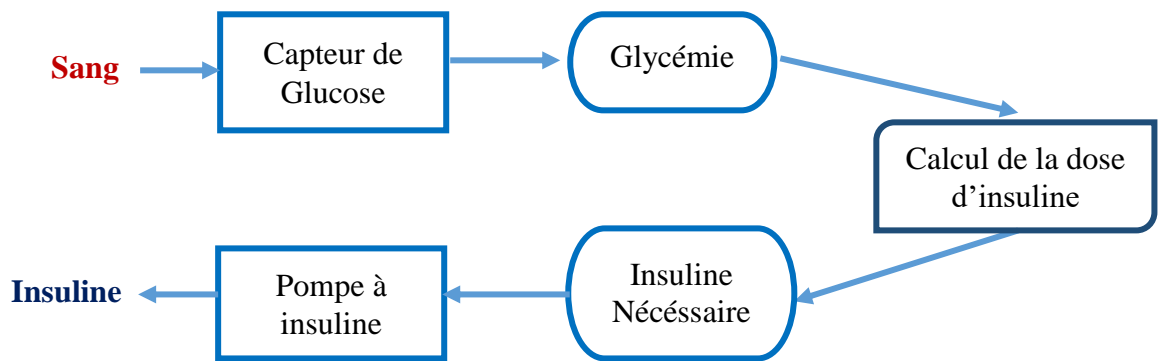 Sang
Capteur de
Glucose
Glycémie
Calcul de la dose
d’insuline
Insuline
Nécéssaire
Pompe à
insuline
Insuline